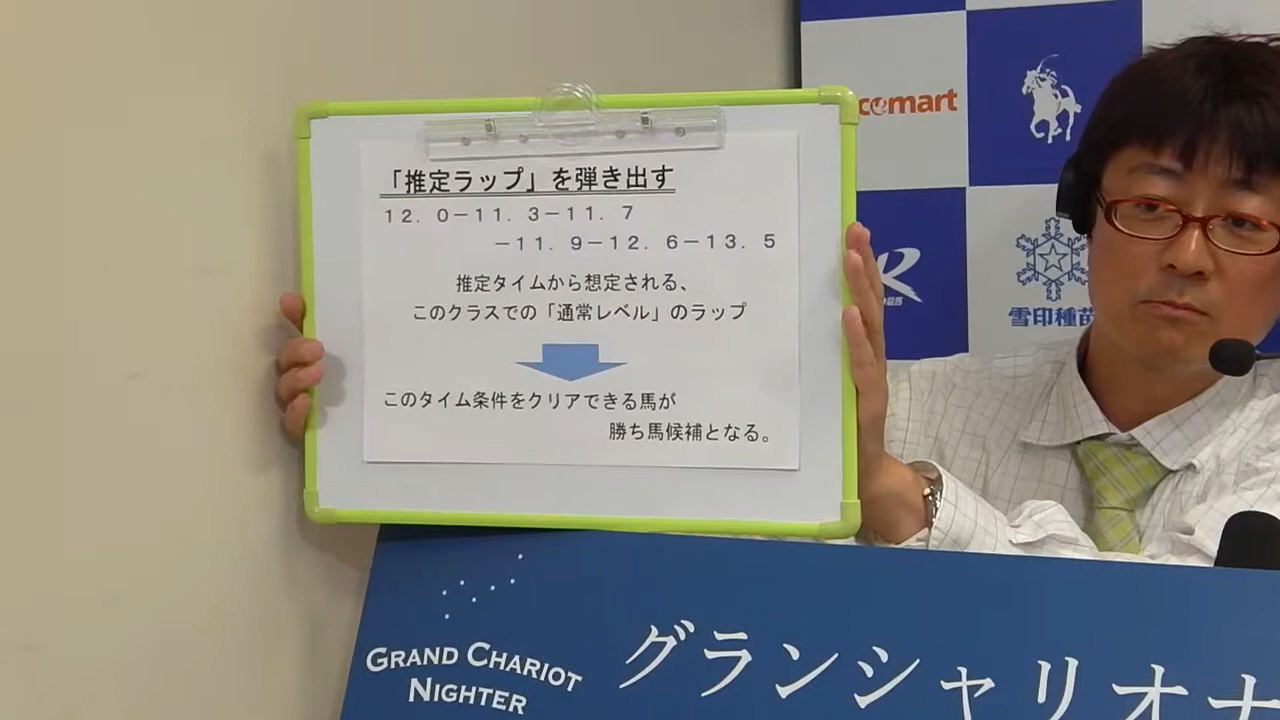 「推定ラップ」を弾き出す
12．0－11．3－11．7
－11．9－12．6－13．5
推定タイムから想定される、
このクラスでの「通常レベル」のラップ
このタイム条件をクリアできる馬が
勝ち馬候補となる。
comart
雪印種苗
GRAND CHARIOT
NIGHTER
グランシャリオナ